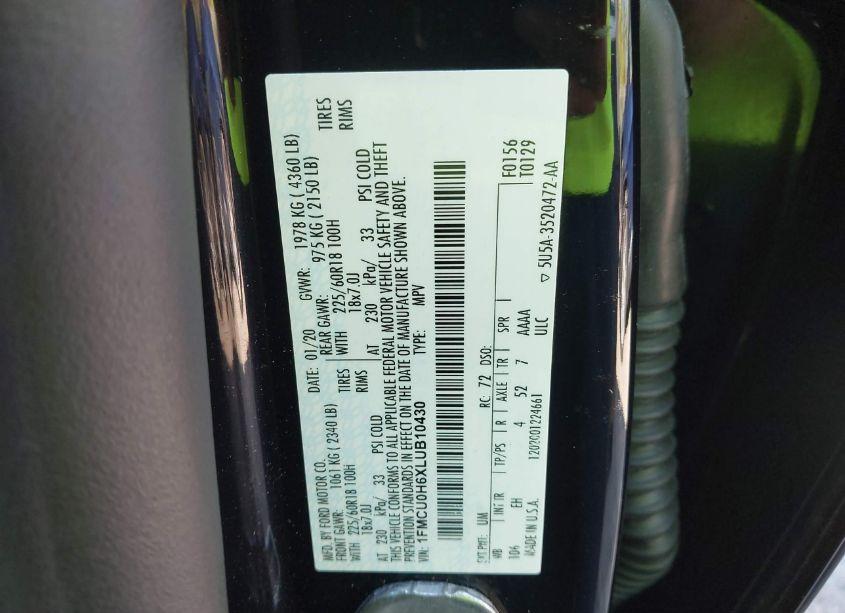 MFD. BY FORD MOTOR CO.
DATE: 01/20 GVWR: 1978 KG ( 4360 LB)
FRONT GAWR: 1061 KG ( 2340 LB) REAR GAWR: 975 KG ( 2150 LB)
WITH 225/60R18 100H TIRES WITH 225/60R18 100H TIRES
18x7.0J RIMS 18x7.0J RIMS
AT 230 kPa/ 33 PSI COLD AT 230 kPa/ 33 PSI COLD
THIS VEHICLE CONFORMS TO ALL APPLICABLE FEDERAL MOTOR VEHICLE SAFETY AND THEFT
PREVENTION STANDARDS IN EFFECT ON THE DATE OF MANUFACTURE SHOWN ABOVE.
VIN: 1FMCU0H6XLUB10430 TYPE: MPV
F0156
T0129
EXT PNT: UM RC: 72 DSO:
WB INT TR TP/PS R AXLE TR SPR
106 EH 4 52 7 AAAA
MADE IN U.S.A. 1202001224661 ULC
▽ 5U5A-3520472-AA